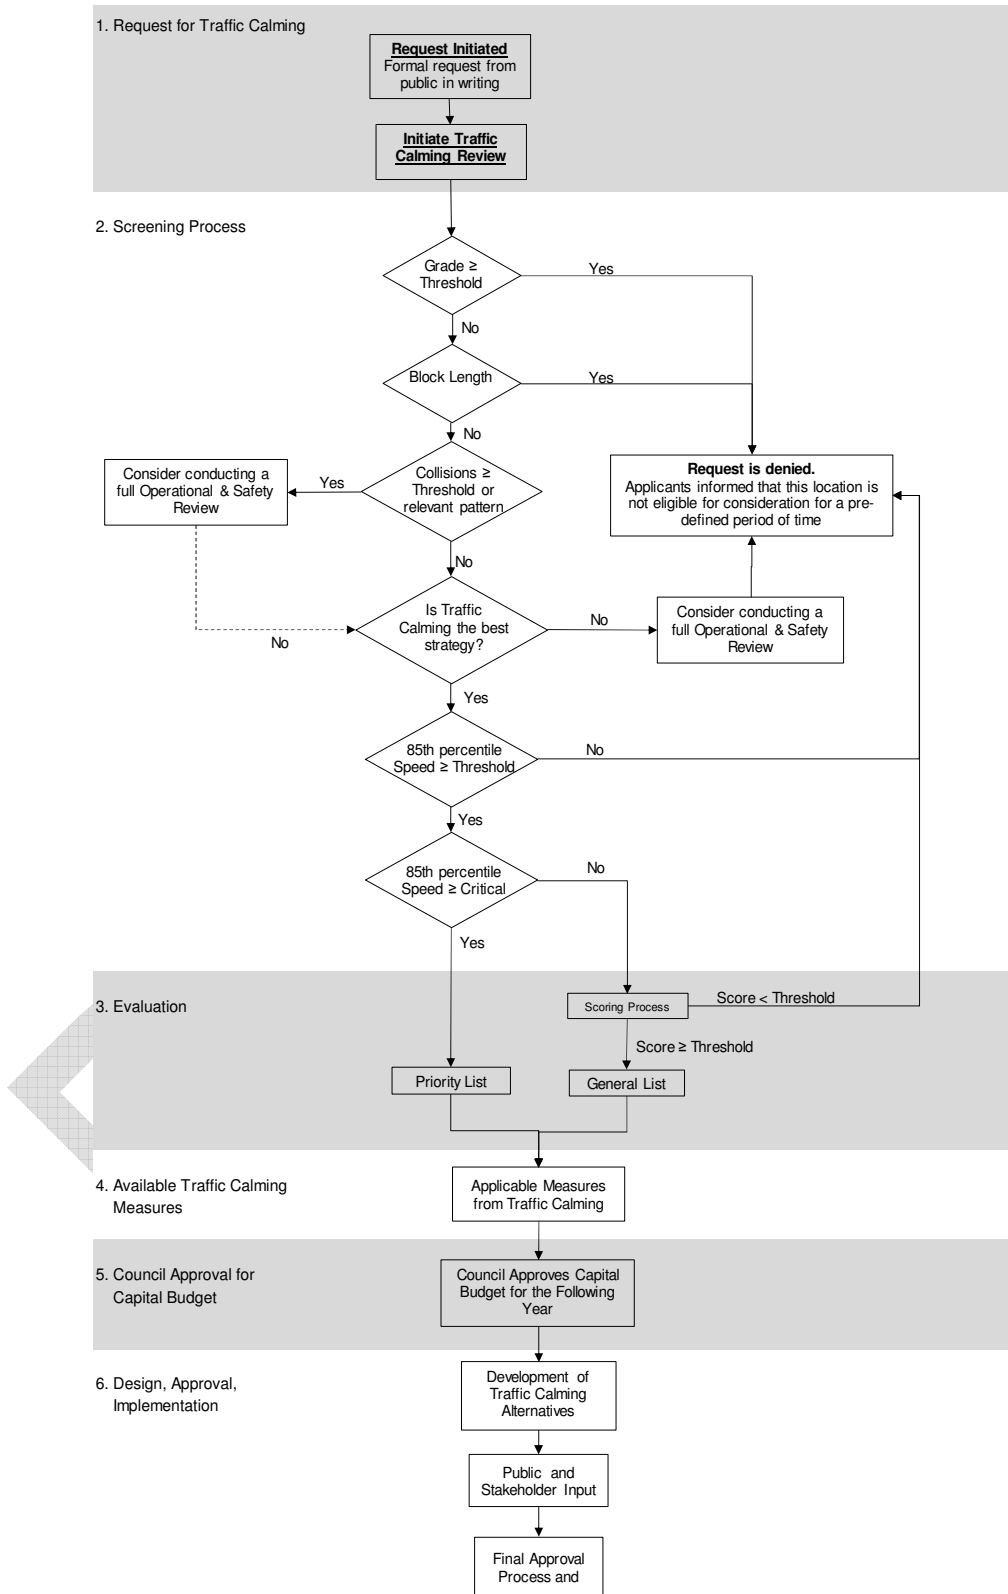 1. Request for Traffic Calming
Request Initiated
Formal request from
public in writing
Initiate Traffic
Calming Review
2. Screening Process
Grade ≥
Threshold
Yes
No
Block Length
Yes
No
Collisions ≥
Threshold or
relevant pattern
Yes
Consider conducting a
full Operational & Safety
Review
Request is denied.
Applicants informed that this location is
not eligible for consideration for a pre-
defined period of time
No
No
Is Traffic
Calming the best
strategy?
No
Consider conducting a
full Operational & Safety
Review
Yes
85th percentile
Speed ≥ Threshold
No
Yes
85th percentile
Speed ≥ Critical
No
Yes
3. Evaluation
Scoring Process
Score < Threshold
Score ≥ Threshold
Priority List
General List
4. Available Traffic Calming
Measures
Applicable Measures
from Traffic Calming
5. Council Approval for
Capital Budget
Council Approves Capital
Budget for the Following
Year
6. Design, Approval,
Implementation
Development of
Traffic Calming
Alternatives
Public and
Stakeholder Input
Final Approval
Process and